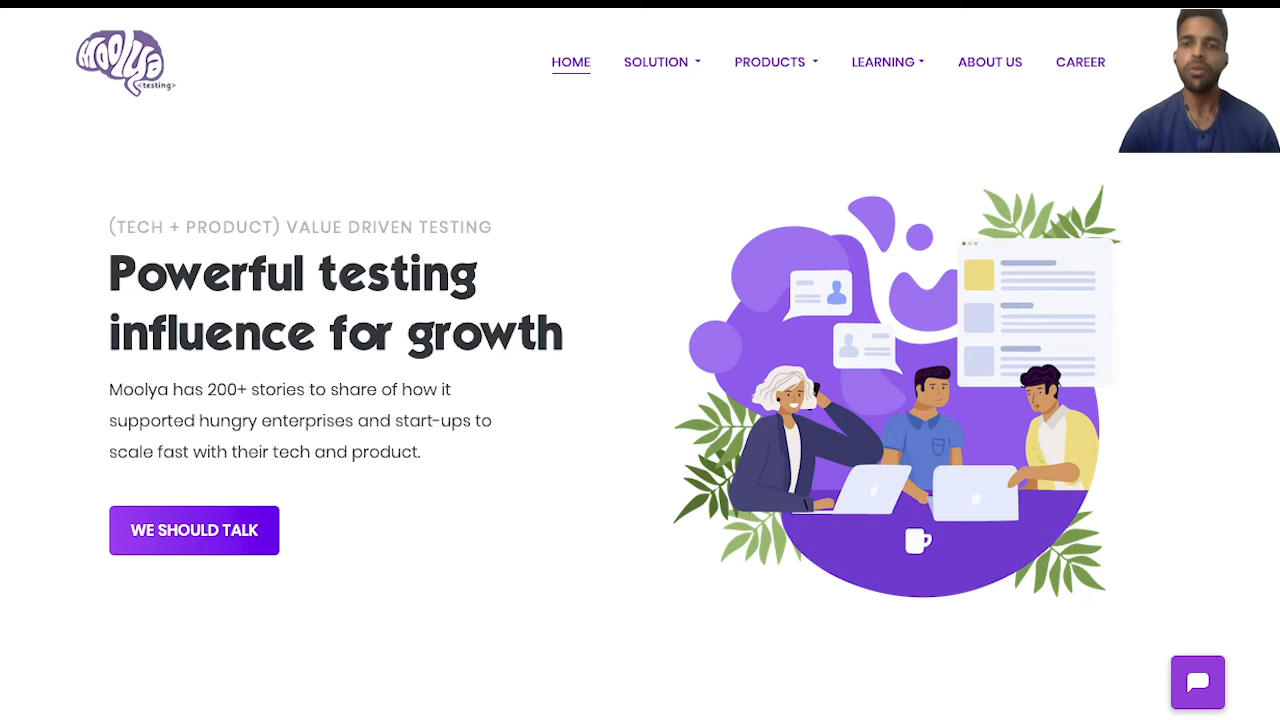 Moolya
<testing>
HOME
SOLUTION
PRODUCTS
LEARNING
ABOUT US
CAREER
(TECH + PRODUCT) VALUE DRIVEN TESTING
Powerful testing
influence for growth
Moolya has 200+ stories to share of how it
supported hungry enterprises and start-ups to
scale fast with their tech and product.
WE SHOULD TALK